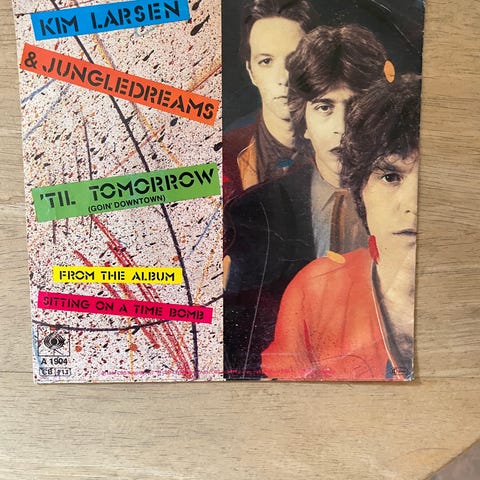 KIM LARSEN
& JUNGLEDREAMS
'TIL TOMORROW
(GOIN' DOWNTOWN)
FROM THE ALBUM
SITTING ON A TIME BOMB
A 1904